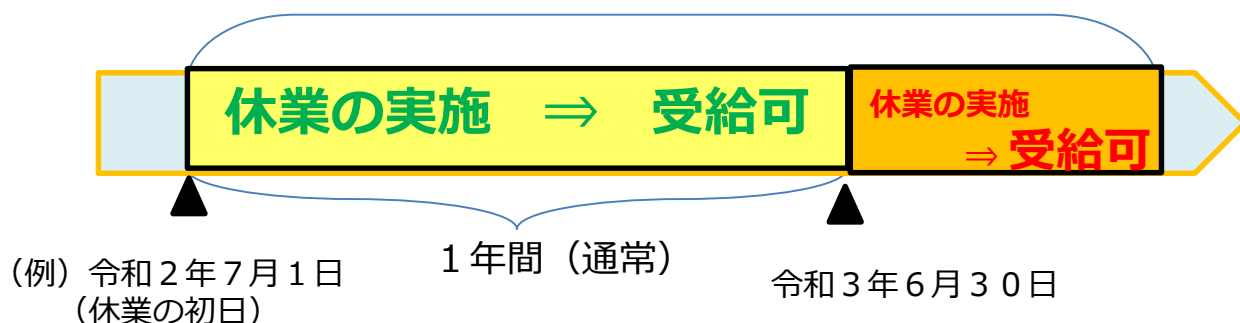 休業の実施　⇒　受給可
休業の実施
⇒ 受給可
１年間（通常）
（例）令和２年７月１日
（休業の初日）
令和３年６月３０日